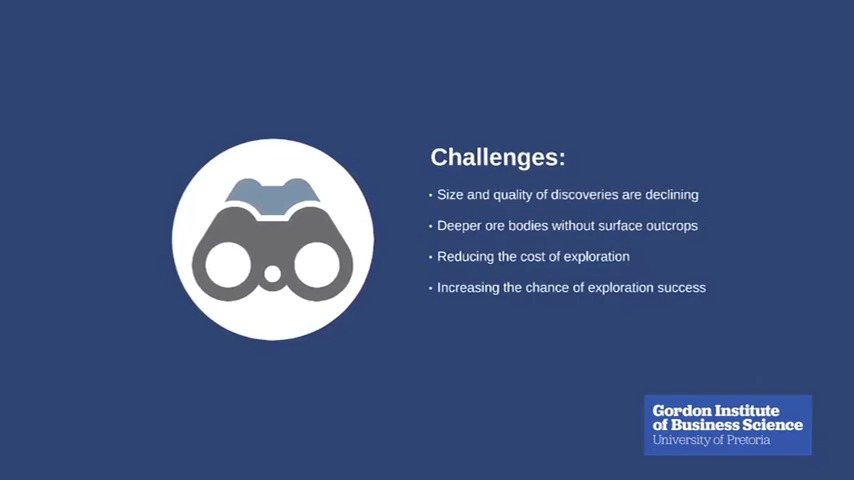 Challenges:
• Size and quality of discoveries are declining
• Deeper ore bodies without surface outcrops
• Reducing the cost of exploration
• Increasing the chance of exploration success
Gordon Institute
of Business Science
University of Pretoria